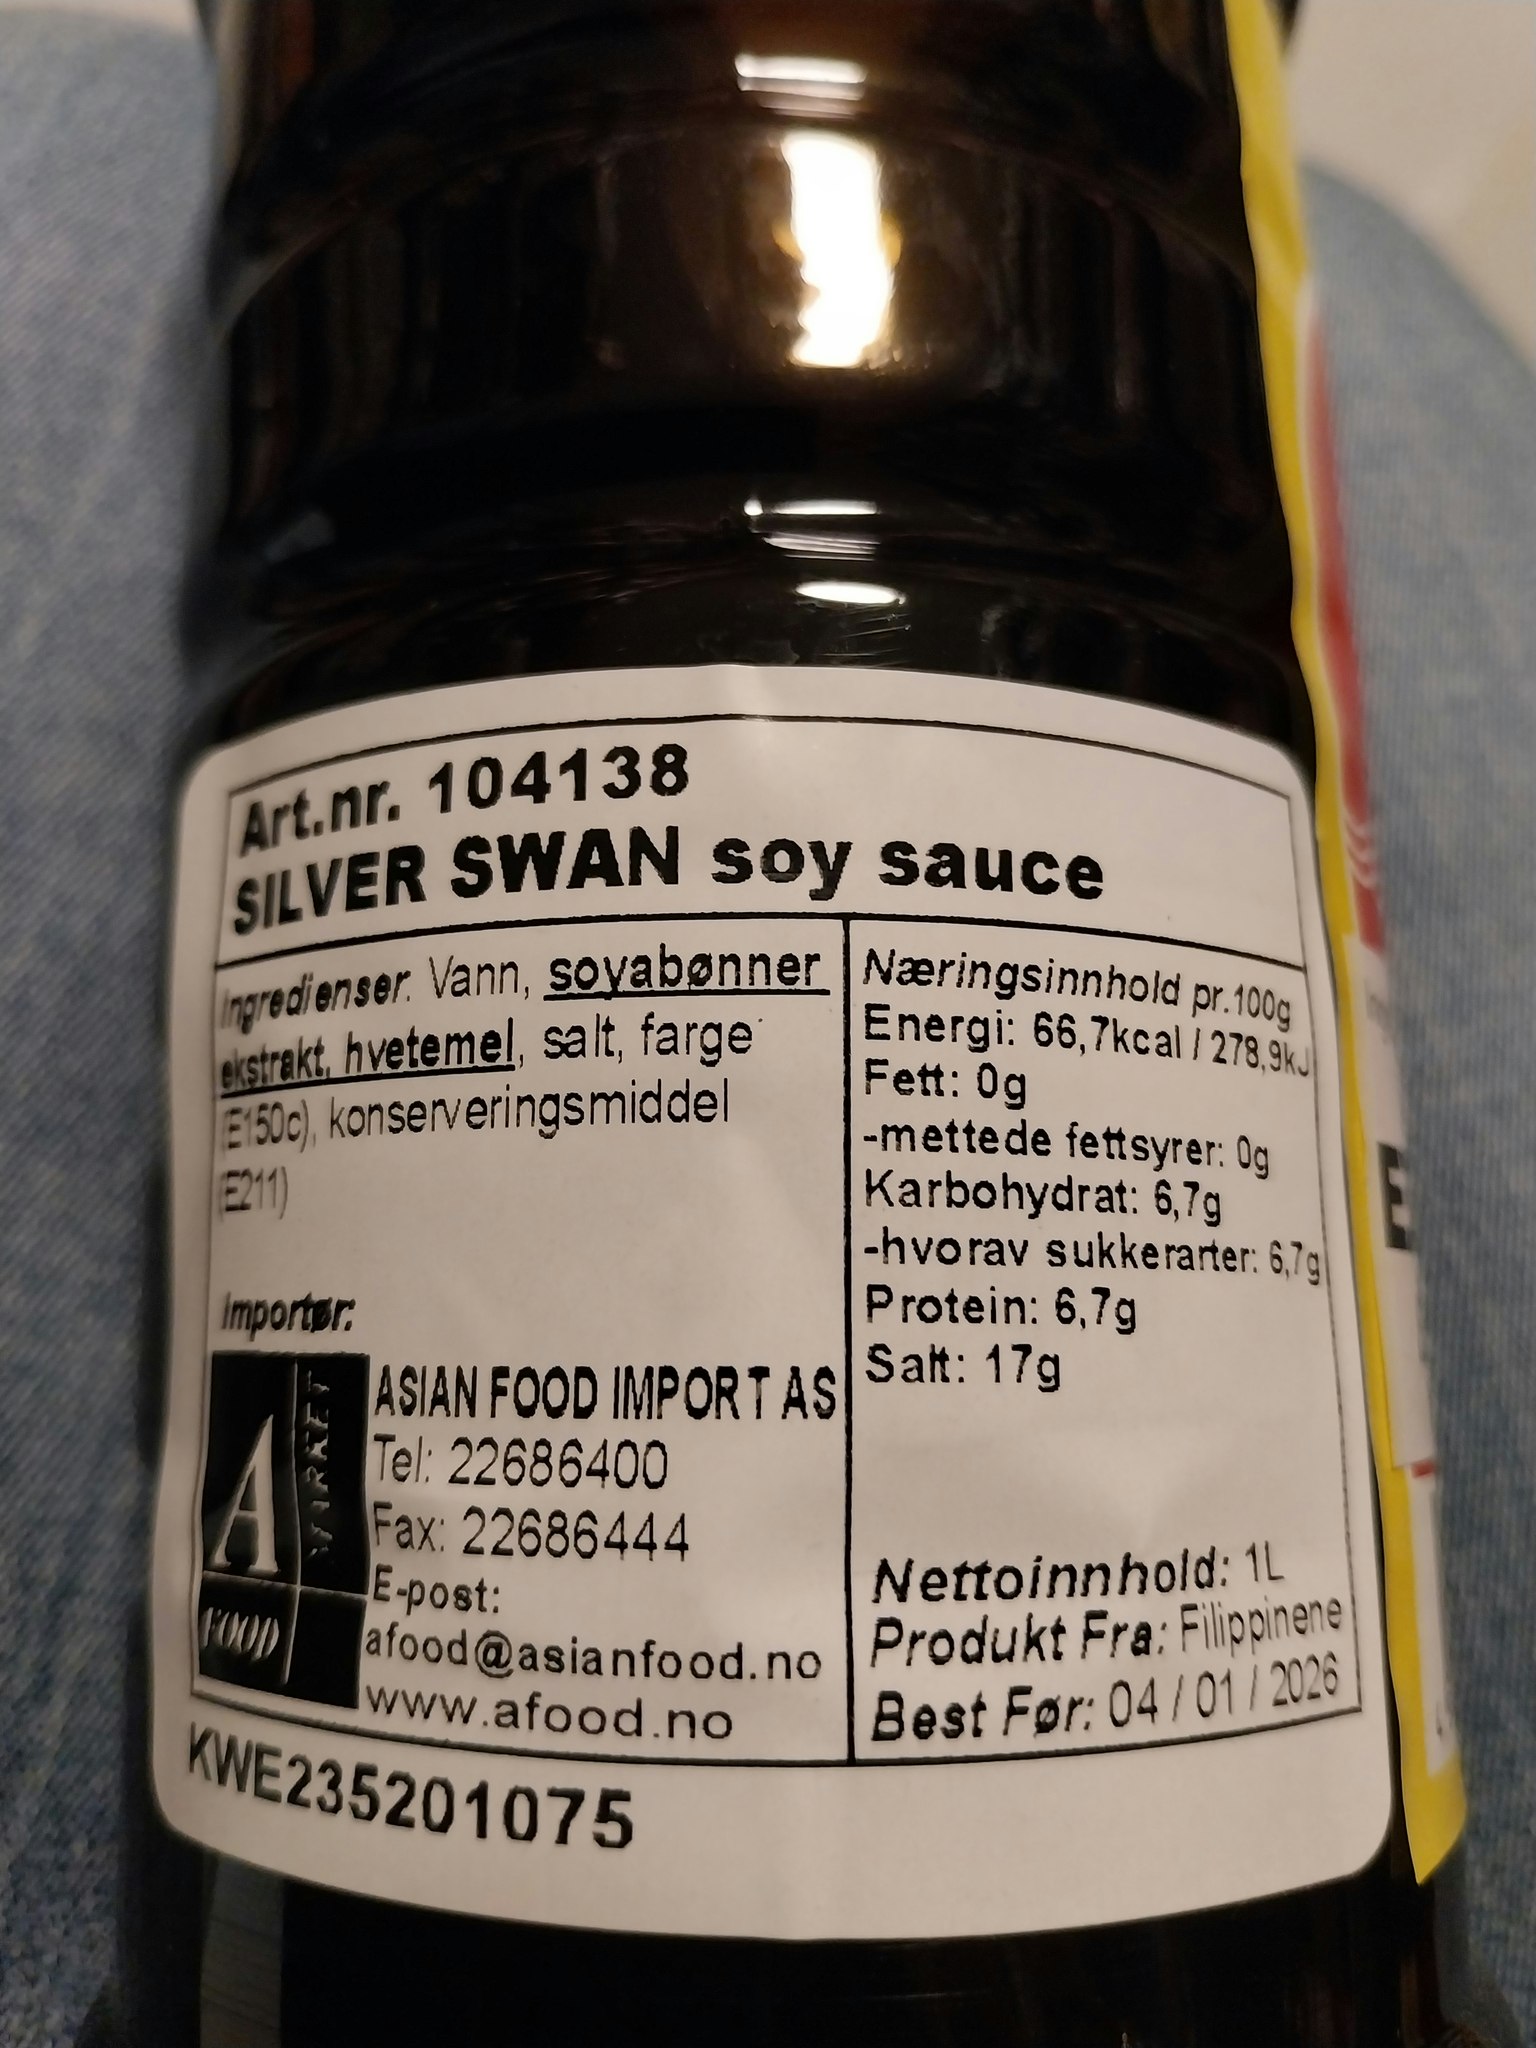 Art.nr. 104138
SILVER SWAN soy sauce
Ingredienser: Vann, soyabønner
ekstrakt, hvetemel, salt, farge
(E150c), konserveringsmiddel
(E211)
Importør:
ASIAN FOOD IMPORT AS
Tel: 22686400
Fax: 22686444
E-post:
afood@asianfood.no
www.afood.no
A
FOOD
Næringsinnhold pr.100g
Energi: 66,7kcal / 278,9kJ
Fett: 0g
-mettede fettsyrer: 0g
Karbohydrat: 6,7g
-hvorav sukkerarter: 6,7g
Protein: 6,7g
Salt: 17g
Nettoinnhold: 1L
Produkt Fra: Filippinene
Best Før: 04 / 01 / 2026
KWE235201075